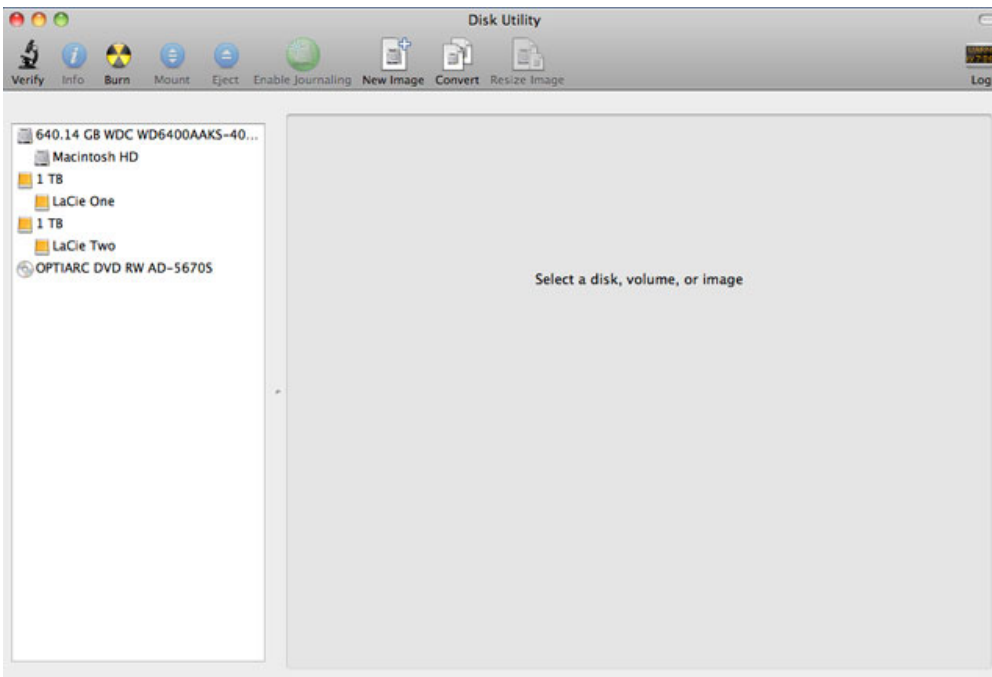 Disk Utility
Verify Info Burn Mount Eject Enable Journaling New Image Convert Resize Image Log
640.14 GB WDC WD6400AAKS-40...
Macintosh HD
1 TB
LaCie One
1 TB
LaCie Two
OPTIARC DVD RW AD-5670S
Select a disk, volume, or image